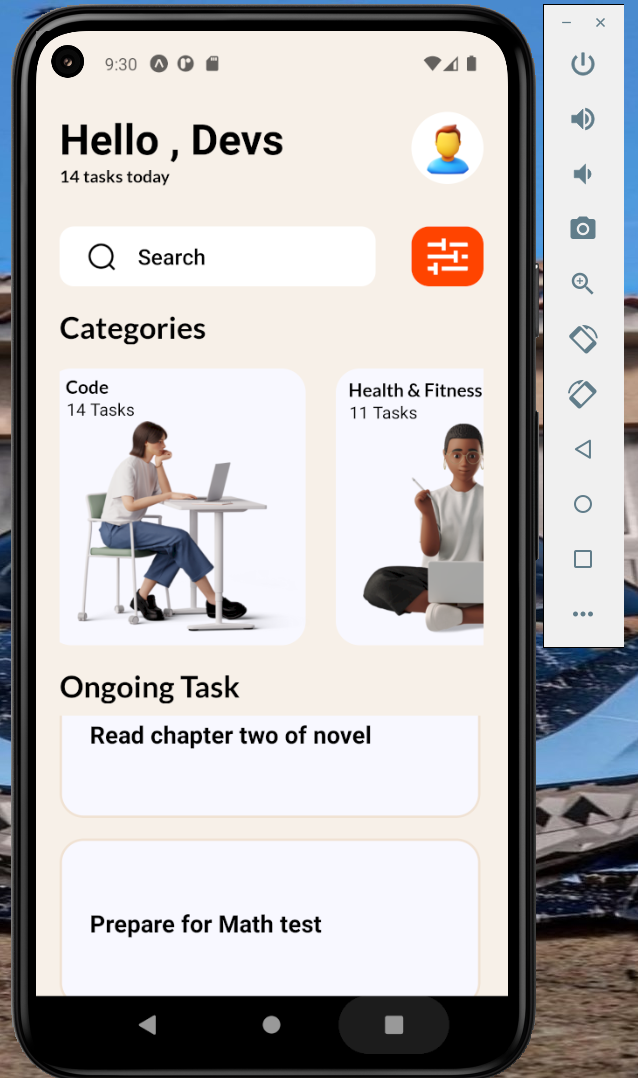 9:30
Hello , Devs
14 tasks today
Search
Categories
Code
14 Tasks
Health & Fitness
11 Tasks
Ongoing Task
Read chapter two of novel
Prepare for Math test